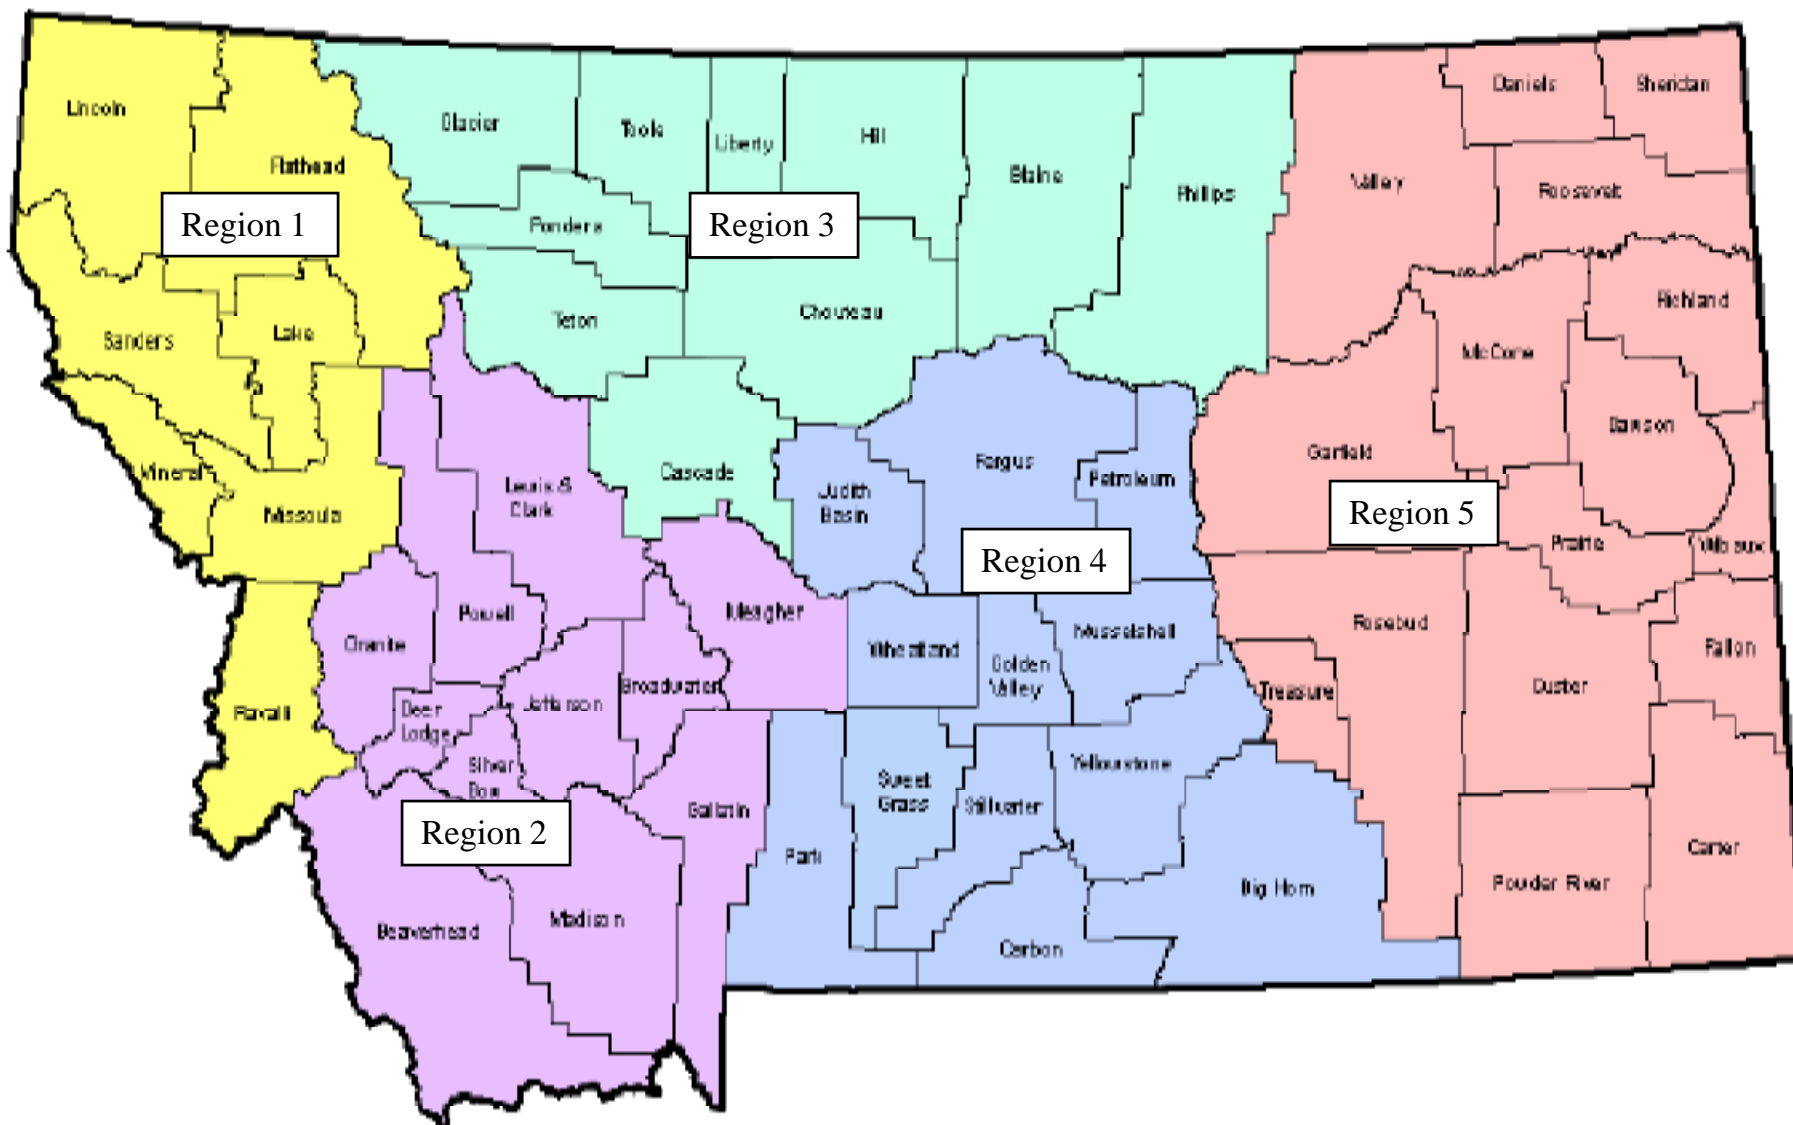 Lincoln
Flathead
Region 1
Sanders
Lake
Mineral
Missoula
Ravalli
Glacier
Toole
Liberty
Hill
Blaine
Phillips
Pondera
Region 3
Teton
Chouteau
Cascade
Lewis &
Clark
Powell
Granite
Meagher
Deer
Lodge
Jefferson
Broadwater
Silver
Bow
Region 2
Gallatin
Beaverhead
Madison
Judith
Basin
Fergus
Petroleum
Region 4
Wheatland
Golden
Valley
Musselshell
Park
Sweet
Grass
Stillwater
Yellowstone
Carbon
Big Horn
Valley
Daniels
Sheridan
Roosevelt
Richland
McCone
Garfield
Dawson
Region 5
Prairie
Wibaux
Rosebud
Treasure
Custer
Fallon
Powder River
Carter